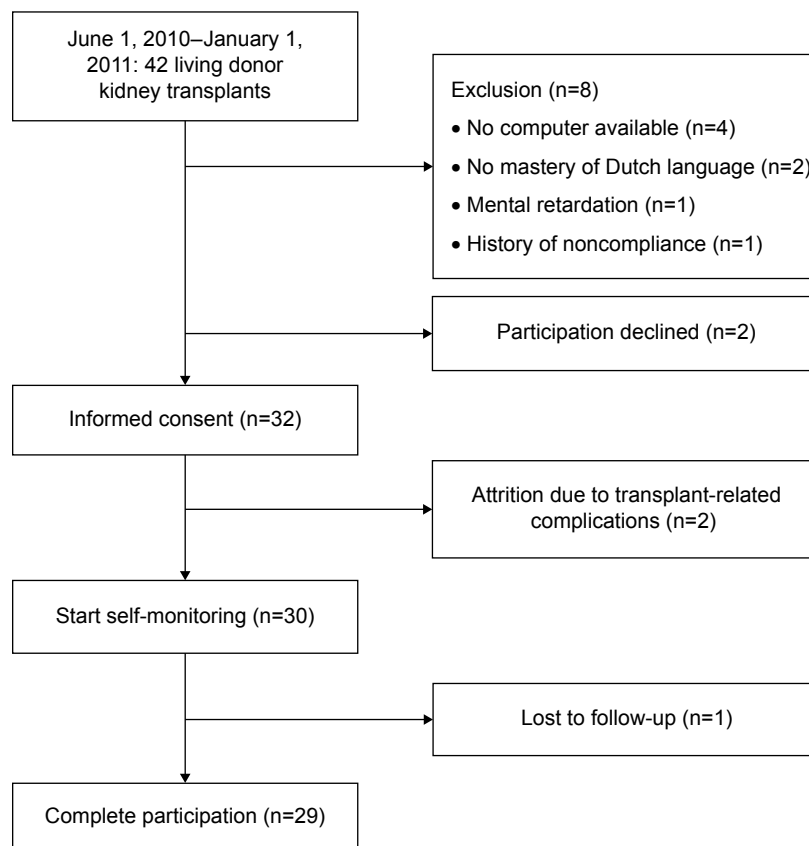 June 1, 2010–January 1,
2011: 42 living donor
kidney transplants
Exclusion (n=8)
• No computer available (n=4)
• No mastery of Dutch language (n=2)
• Mental retardation (n=1)
• History of noncompliance (n=1)
Participation declined (n=2)
Informed consent (n=32)
Attrition due to transplant-related
complications (n=2)
Start self-monitoring (n=30)
Lost to follow-up (n=1)
Complete participation (n=29)